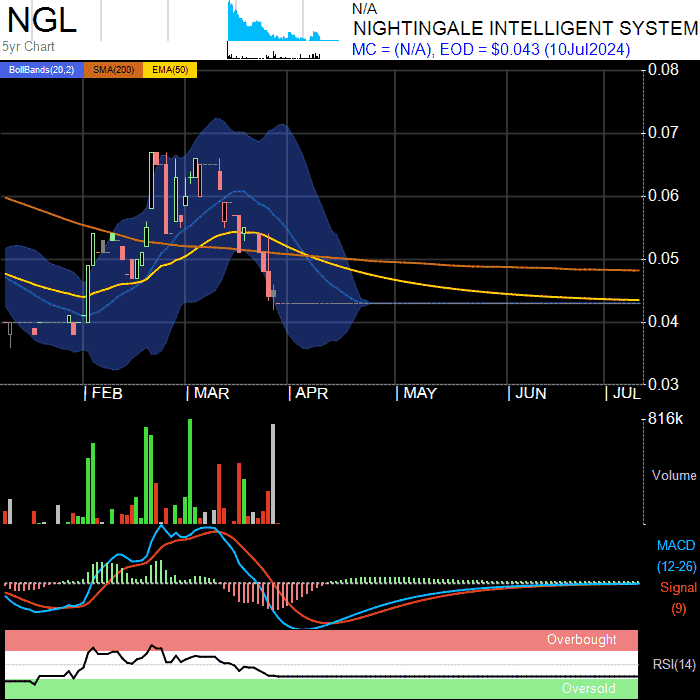 NGL
5yr Chart
N/A
NIGHTINGALE INTELLIGENT SYSTEM
MC = (N/A), EOD = $0.043 (10Jul2024)
BollBands(20,2) SMA(200) EMA(50)
0.08
0.07
0.06
0.05
0.04
0.03
FEB MAR APR MAY JUN JUL
816k
Volume
MACD
(12-26)
Signal
(9)
Overbought
RSI(14)
Oversold